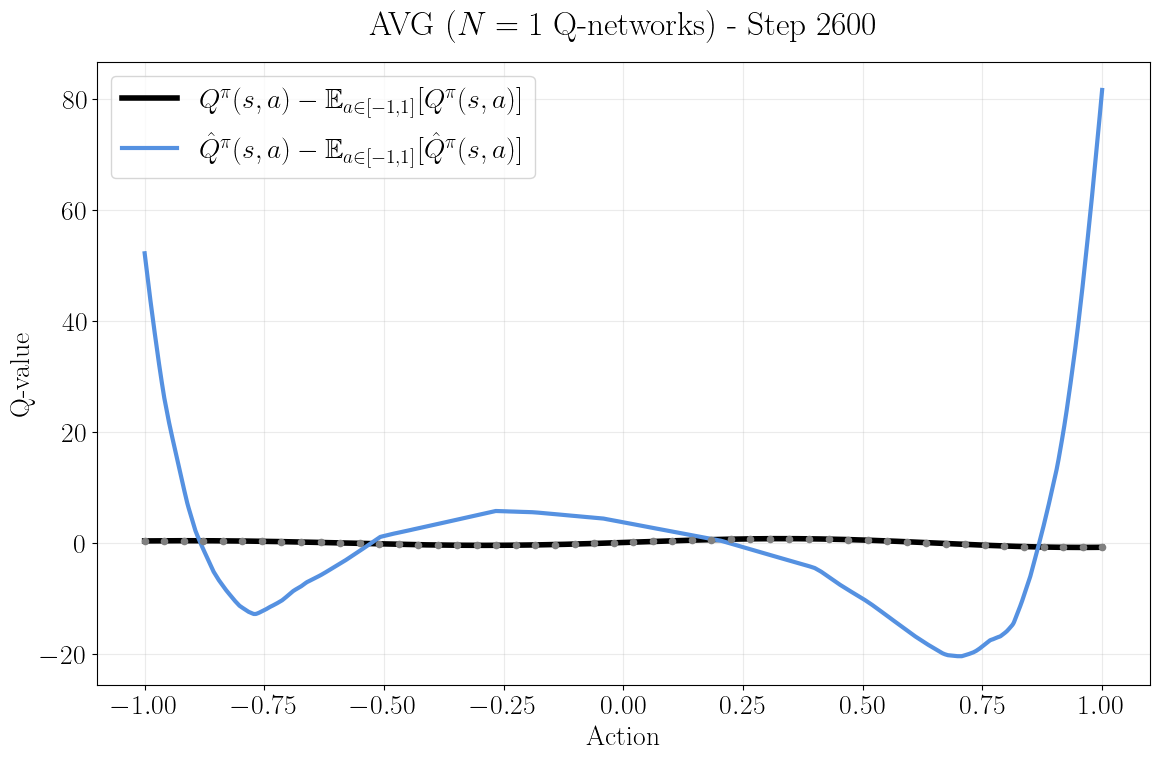 AVG (N = 1 Q-networks) - Step 2600
Q^π(s, a) − 𝔼_{a∈[−1,1]}[Q^π(s, a)]
Q̂^π(s, a) − 𝔼_{a∈[−1,1]}[Q̂^π(s, a)]
80
60
40
20
0
−20
Q-value
−1.00 −0.75 −0.50 −0.25 0.00 0.25 0.50 0.75 1.00
Action